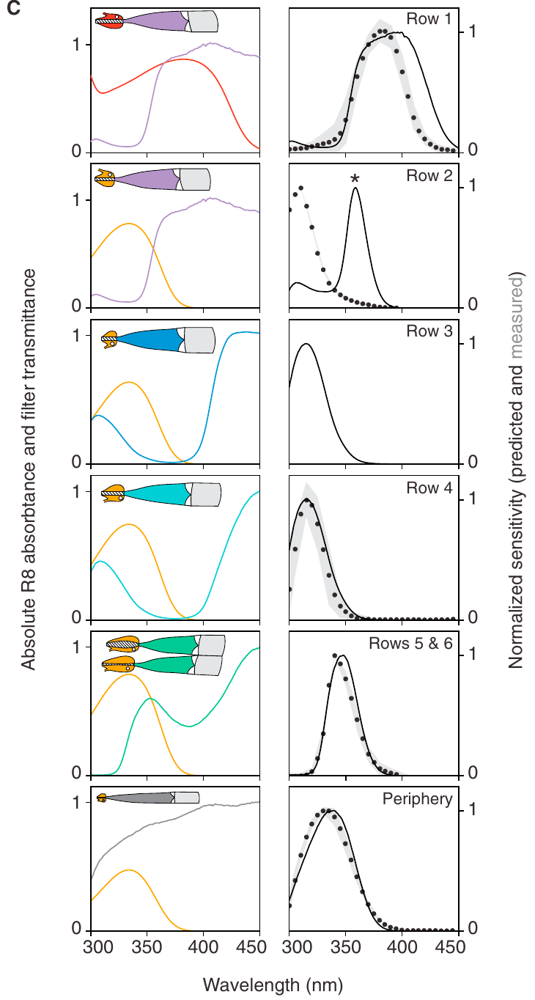 C
Absolute R8 absorbtance and filter transmittance
Normalized sensitivity (predicted and measured)
1
0
Row 1
1
0
1
0
*
Row 2
1
0
1
0
Row 3
1
0
1
0
Row 4
1
0
1
0
Rows 5 & 6
1
0
1
0
Periphery
1
0
300 350 400 450
300 350 400 450
Wavelength (nm)